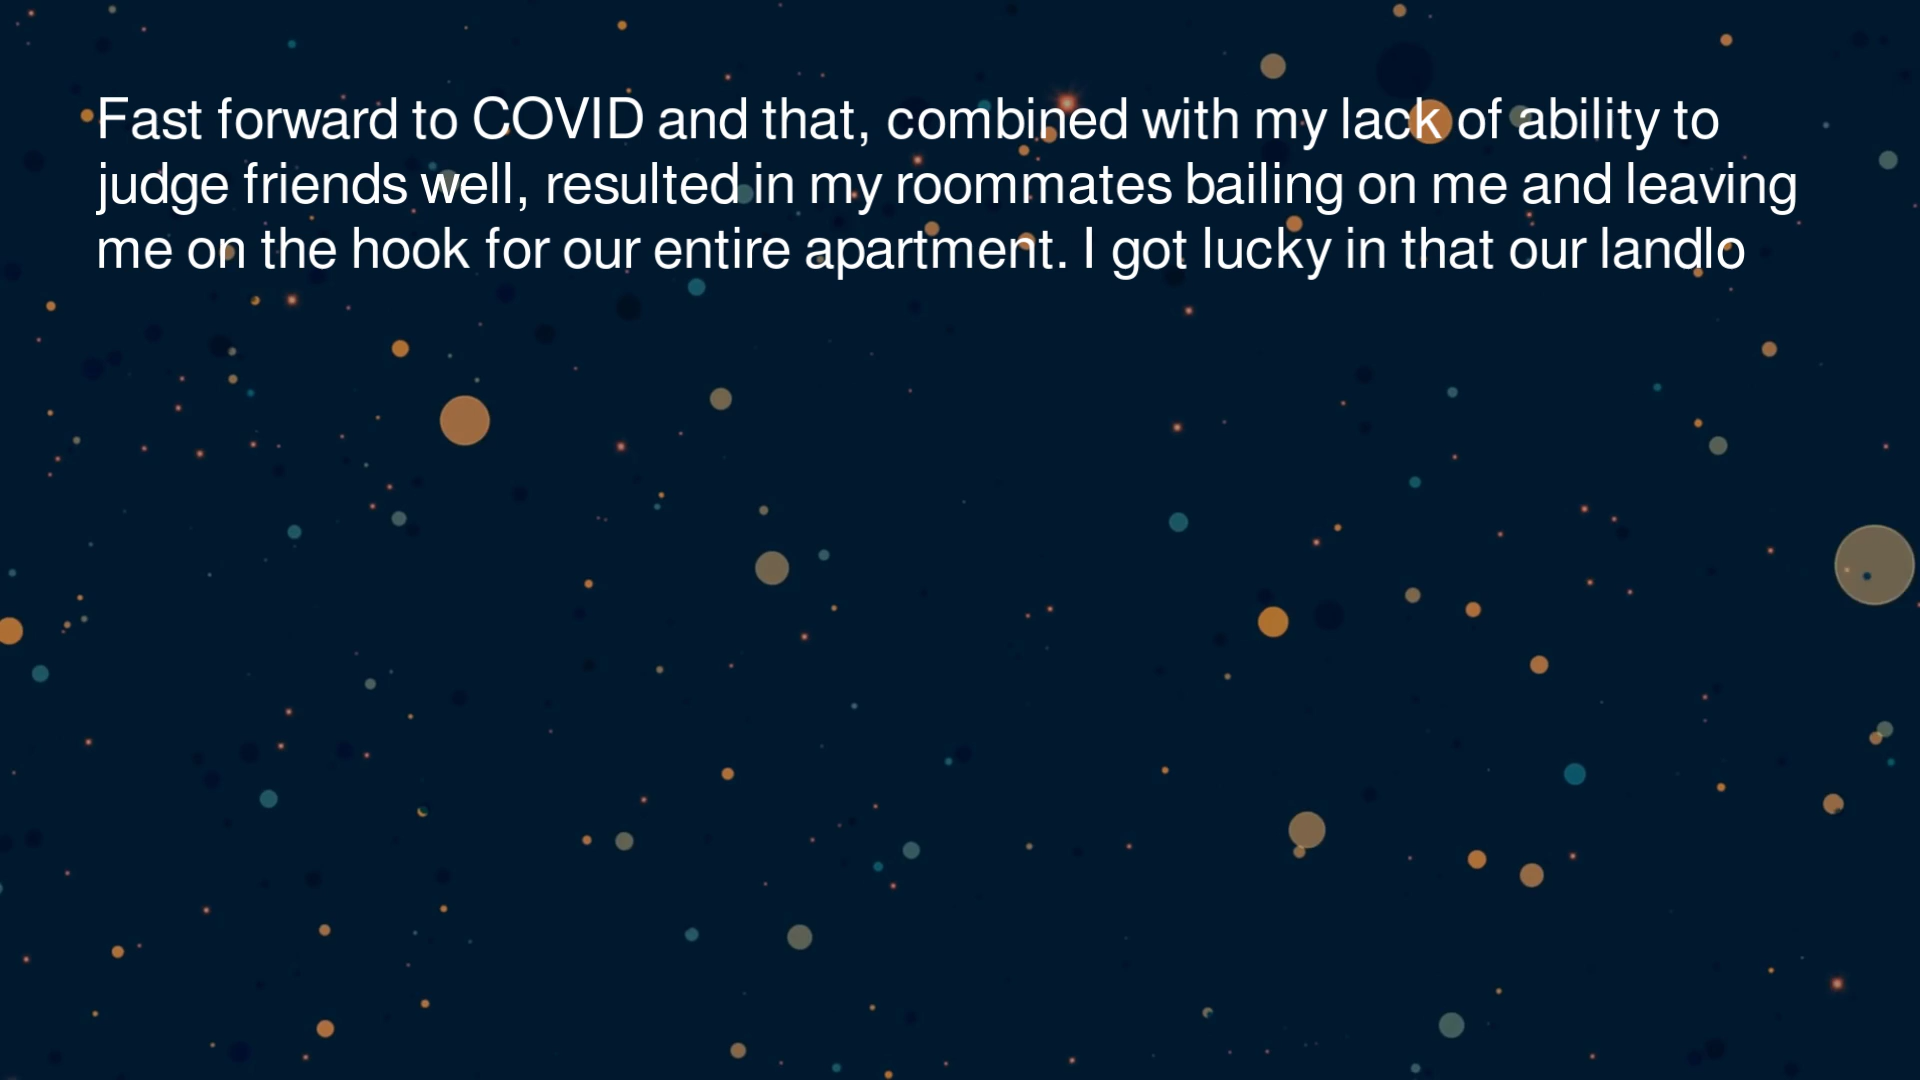 Fast forward to COVID and that, combined with my lack of ability to
judge friends well, resulted in my roommates bailing on me and leaving
me on the hook for our entire apartment. I got lucky in that our landlo